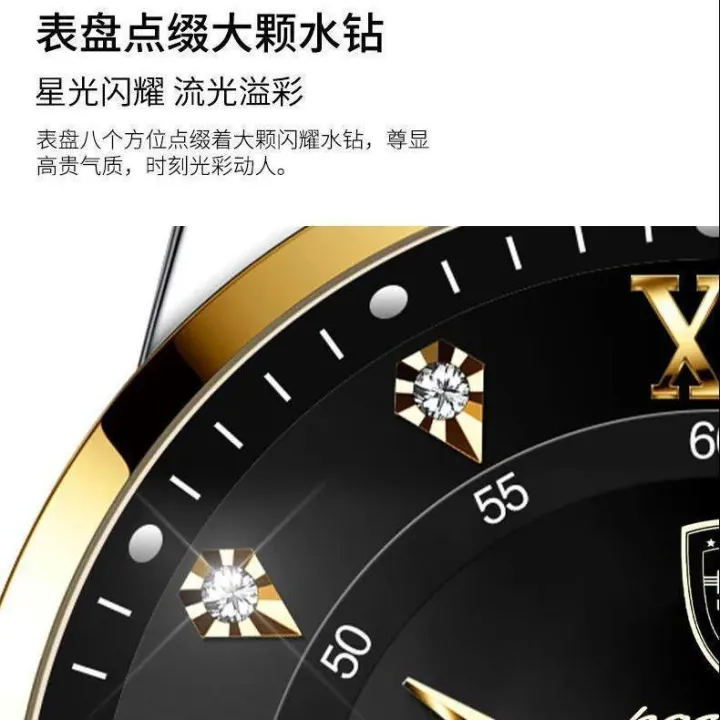 表盘点缀大颗水钻
星光闪耀 流光溢彩
表盘八个方位点缀着大颗闪耀水钻，尊显
高贵气质，时刻光彩动人。
55
50